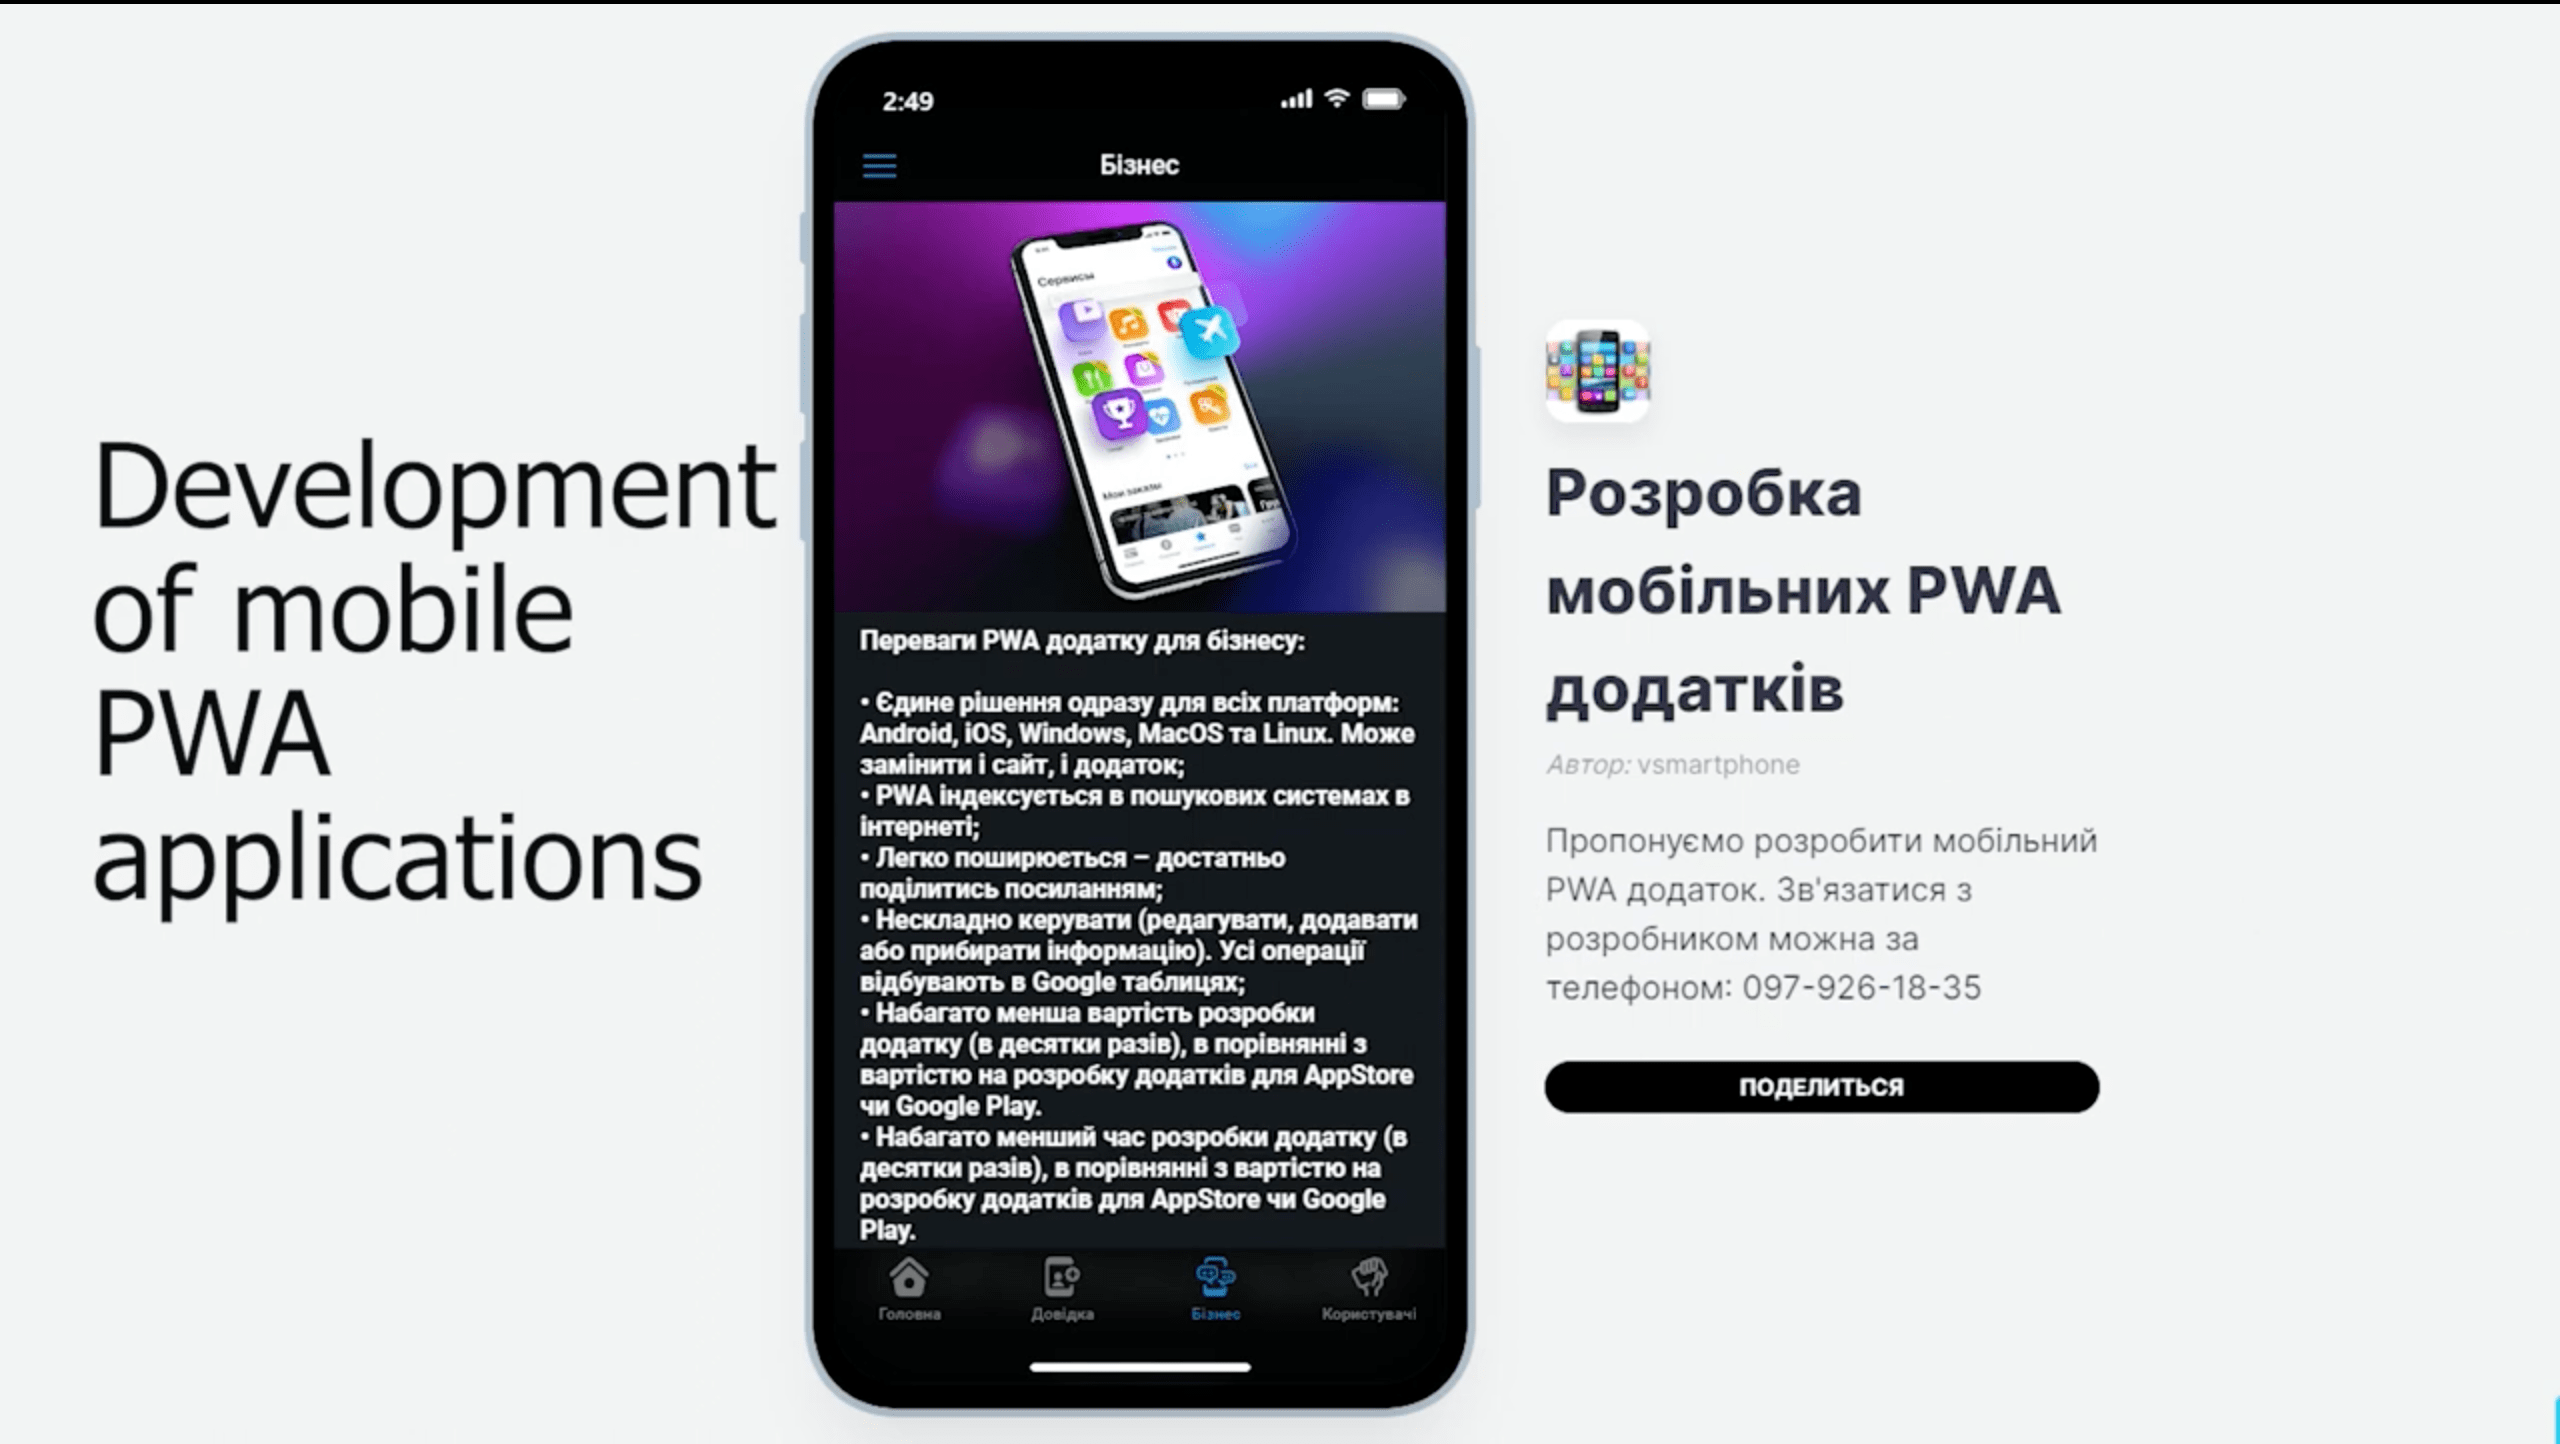 Development
of mobile
PWA
applications
2:49
Бізнес
Сервисы
Мои заказы
Переваги PWA додатку для бізнесу:
• Єдине рішення одразу для всіх платформ:
Android, iOS, Windows, MacOS та Linux. Може
замінити і сайт, і додаток;
• PWA індексується в пошукових системах в
інтернеті;
• Легко поширюється – достатньо
поділитись посиланням;
• Нескладно керувати (редагувати, додавати
або прибирати інформацію). Усі операції
відбувають в Google таблицях;
• Набагато менша вартість розробки
додатку (в десятки разів), в порівнянні з
вартістю на розробку додатків для AppStore
чи Google Play.
• Набагато менший час розробки додатку (в
десятки разів), в порівнянні з вартістю на
розробку додатків для AppStore чи Google
Play.
Головна
Довідка
Бізнес
Користувачі
Розробка
мобільних PWA
додатків
Автор: vsmartphone
Пропонуємо розробити мобільний
PWA додаток. Зв'язатися з
розробником можна за
телефоном: 097-926-18-35
ПОДЕЛИТЬСЯ